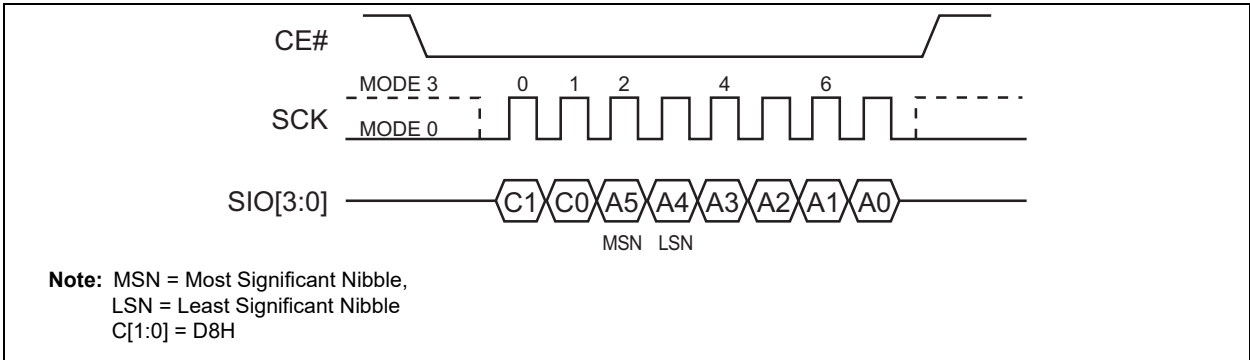 CE#
MODE 3 0 1 2 4 6
SCK
MODE 0
SIO[3:0] C1 C0 A5 A4 A3 A2 A1 A0
MSN LSN
Note: MSN = Most Significant Nibble,
LSN = Least Significant Nibble
C[1:0] = D8H